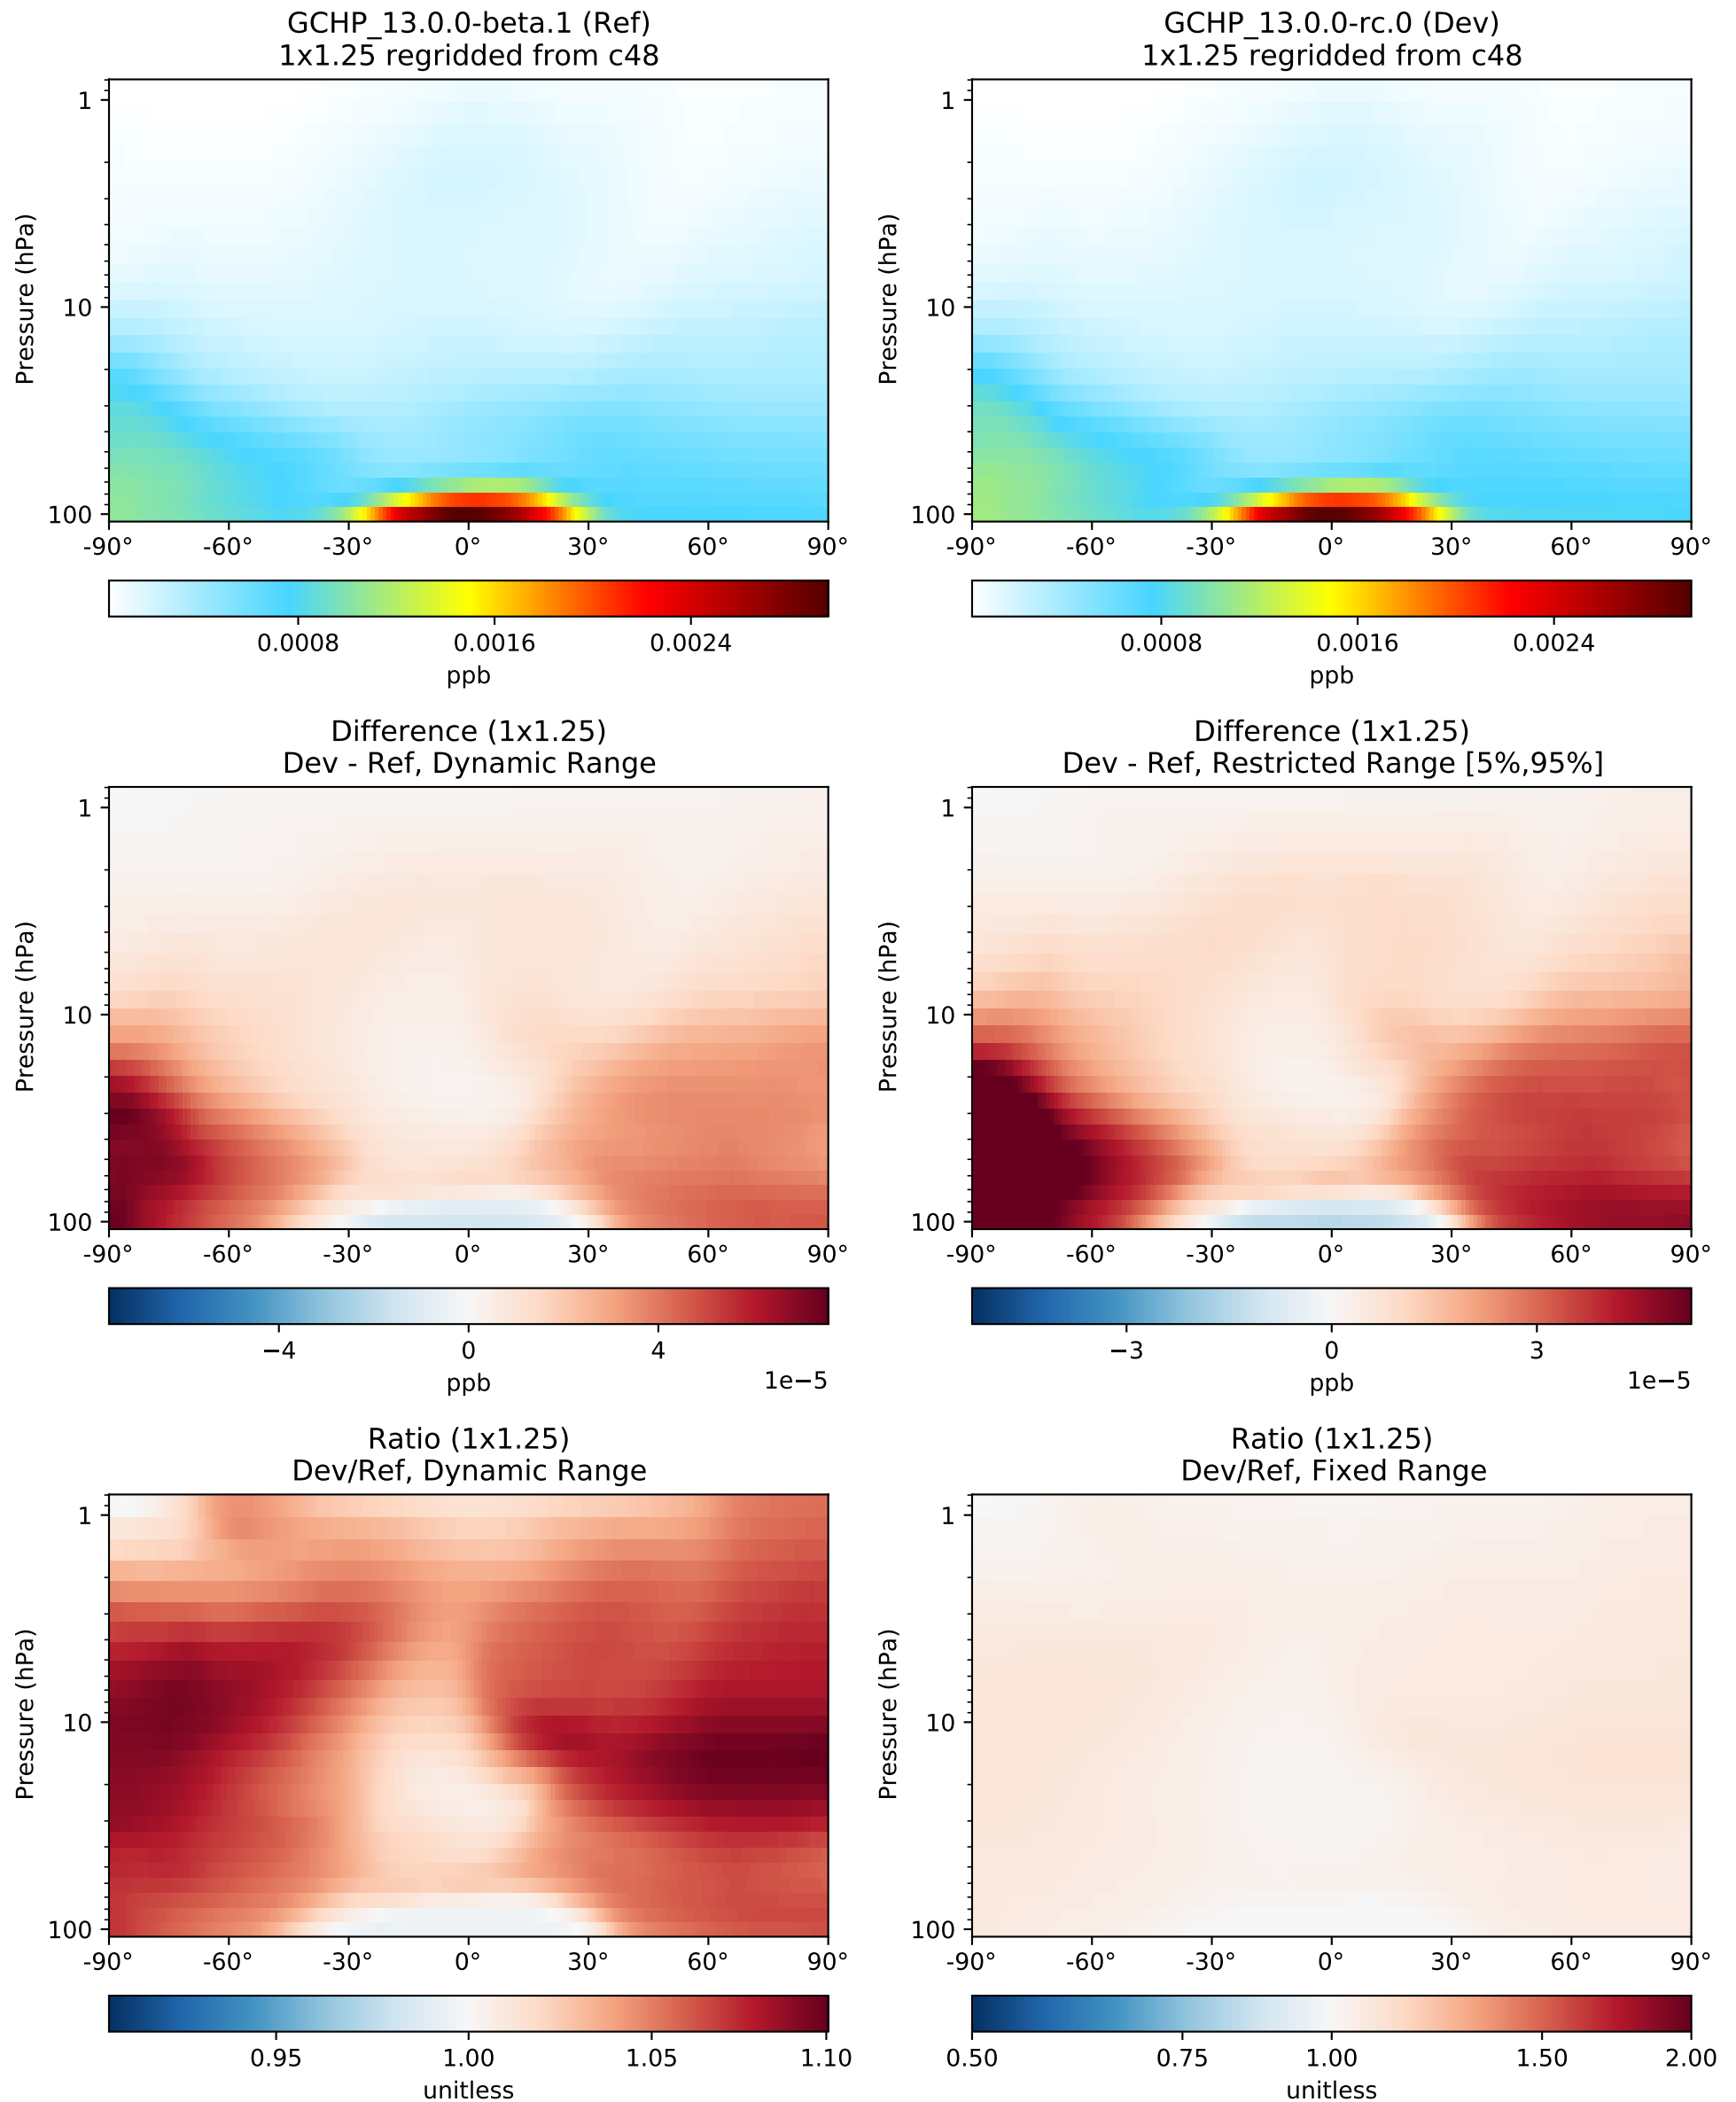 GCHP_13.0.0-beta.1 (Ref)
1x1.25 regridded from c48
Pressure (hPa)
1
10
100
-90° -60° -30° 0° 30° 60° 90°
0.0008 0.0016 0.0024
ppb
GCHP_13.0.0-rc.0 (Dev)
1x1.25 regridded from c48
Pressure (hPa)
1
10
100
-90° -60° -30° 0° 30° 60° 90°
0.0008 0.0016 0.0024
ppb
Difference (1x1.25)
Dev - Ref, Dynamic Range
Pressure (hPa)
1
10
100
-90° -60° -30° 0° 30° 60° 90°
−4 0 4
ppb
1e−5
Difference (1x1.25)
Dev - Ref, Restricted Range [5%,95%]
Pressure (hPa)
1
10
100
-90° -60° -30° 0° 30° 60° 90°
−3 0 3
ppb
1e−5
Ratio (1x1.25)
Dev/Ref, Dynamic Range
Pressure (hPa)
1
10
100
-90° -60° -30° 0° 30° 60° 90°
0.95 1.00 1.05 1.10
unitless
Ratio (1x1.25)
Dev/Ref, Fixed Range
Pressure (hPa)
1
10
100
-90° -60° -30° 0° 30° 60° 90°
0.50 0.75 1.00 1.50 2.00
unitless